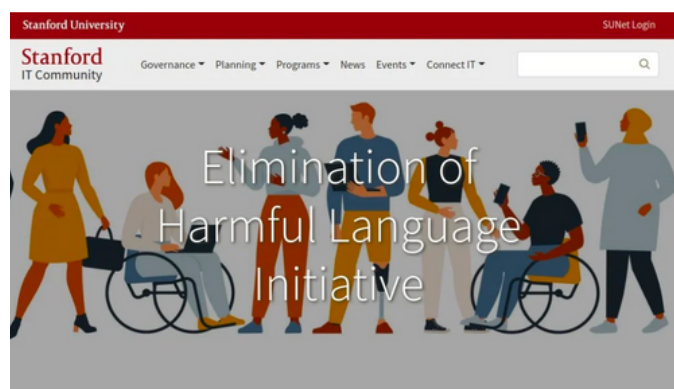 Stanford University
SUNet Login
Stanford
IT Community
Governance
Planning
Programs
News
Events
Connect IT
Elimination of
Harmful Language
Initiative